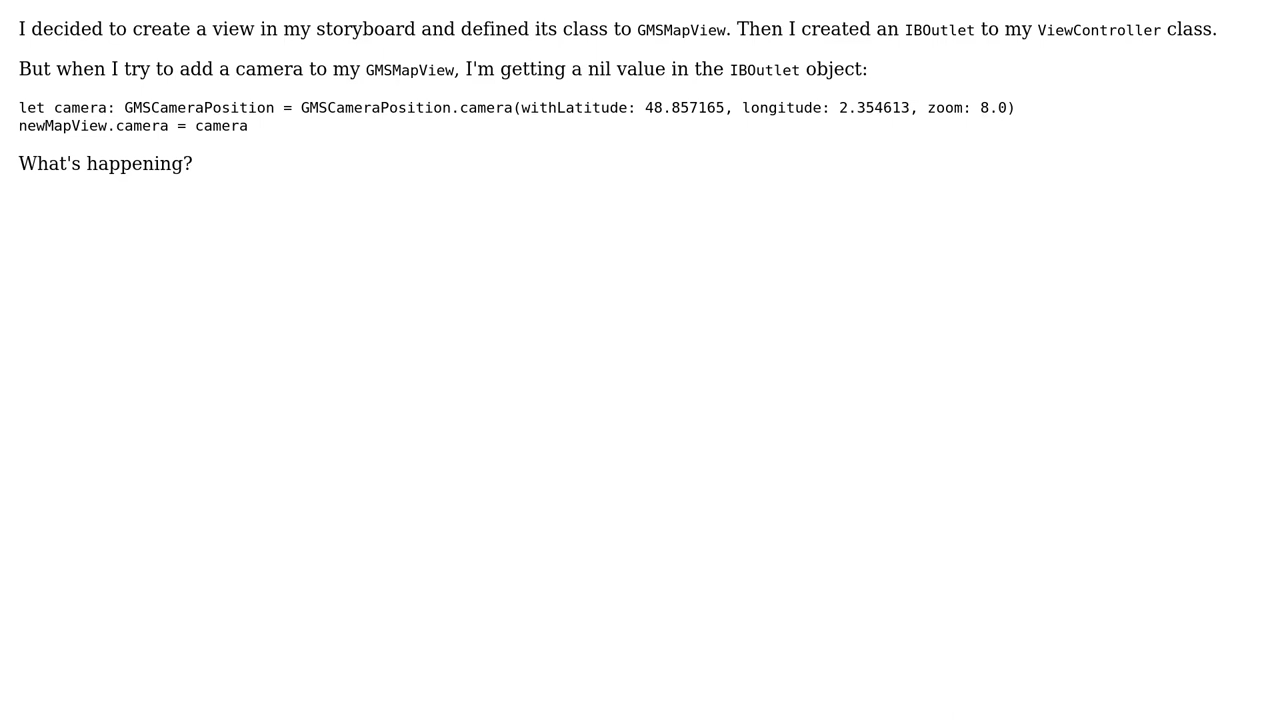 I decided to create a view in my storyboard and defined its class to GMSMapView. Then I created an IBOutlet to my ViewController class.
But when I try to add a camera to my GMSMapView, I'm getting a nil value in the IBOutlet object:
let camera: GMSCameraPosition = GMSCameraPosition.camera(withLatitude: 48.857165, longitude: 2.354613, zoom: 8.0)
newMapView.camera = camera
What's happening?